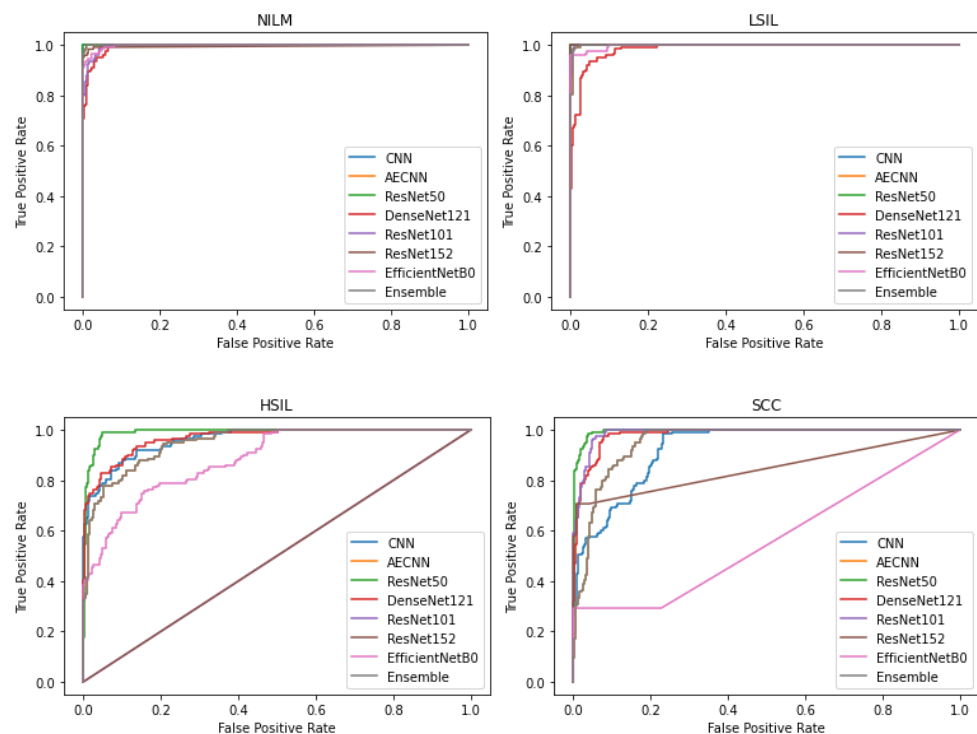 NILM
1.0
0.8
0.6
0.4
0.2
0.0
True Positive Rate
CNN
AECNN
ResNet50
DenseNet121
ResNet101
ResNet152
EfficientNetB0
Ensemble
0.0 0.2 0.4 0.6 0.8 1.0
False Positive Rate
LSIL
1.0
0.8
0.6
0.4
0.2
0.0
True Positive Rate
CNN
AECNN
ResNet50
DenseNet121
ResNet101
ResNet152
EfficientNetB0
Ensemble
0.0 0.2 0.4 0.6 0.8 1.0
False Positive Rate
HSIL
1.0
0.8
0.6
0.4
0.2
0.0
True Positive Rate
CNN
AECNN
ResNet50
DenseNet121
ResNet101
ResNet152
EfficientNetB0
Ensemble
0.0 0.2 0.4 0.6 0.8 1.0
False Positive Rate
SCC
1.0
0.8
0.6
0.4
0.2
0.0
True Positive Rate
CNN
AECNN
ResNet50
DenseNet121
ResNet101
ResNet152
EfficientNetB0
Ensemble
0.0 0.2 0.4 0.6 0.8 1.0
False Positive Rate